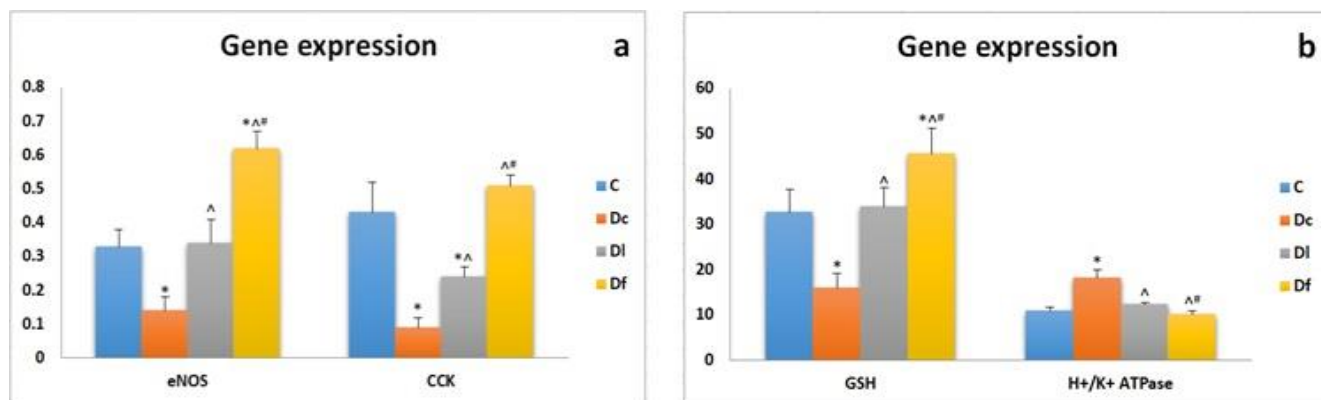 Gene expression
a
0.8
0.7
0.6
0.5
0.4
0.3
0.2
0.1
0
*
^
*^#
*
*^
^#
eNOS
CCK
C
Dc
Dl
Df
Gene expression
b
60
50
40
30
20
10
0
*
^
*^#
*
^
^#
GSH
H+/K+ ATPase
C
Dc
Dl
Df